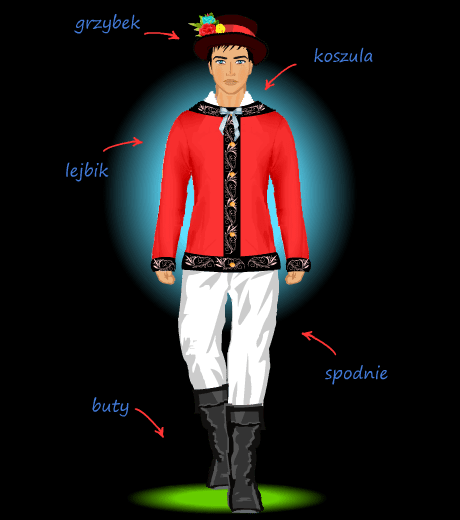 grzybek
koszula
lejbik
spodnie
buty